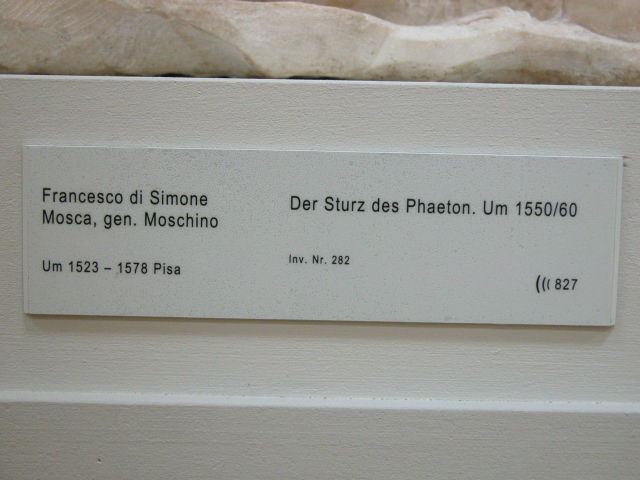 Francesco di Simone
Mosca, gen. Moschino
Um 1523 – 1578 Pisa
Der Sturz des Phaeton. Um 1550/60
Inv. Nr. 282
((( 827